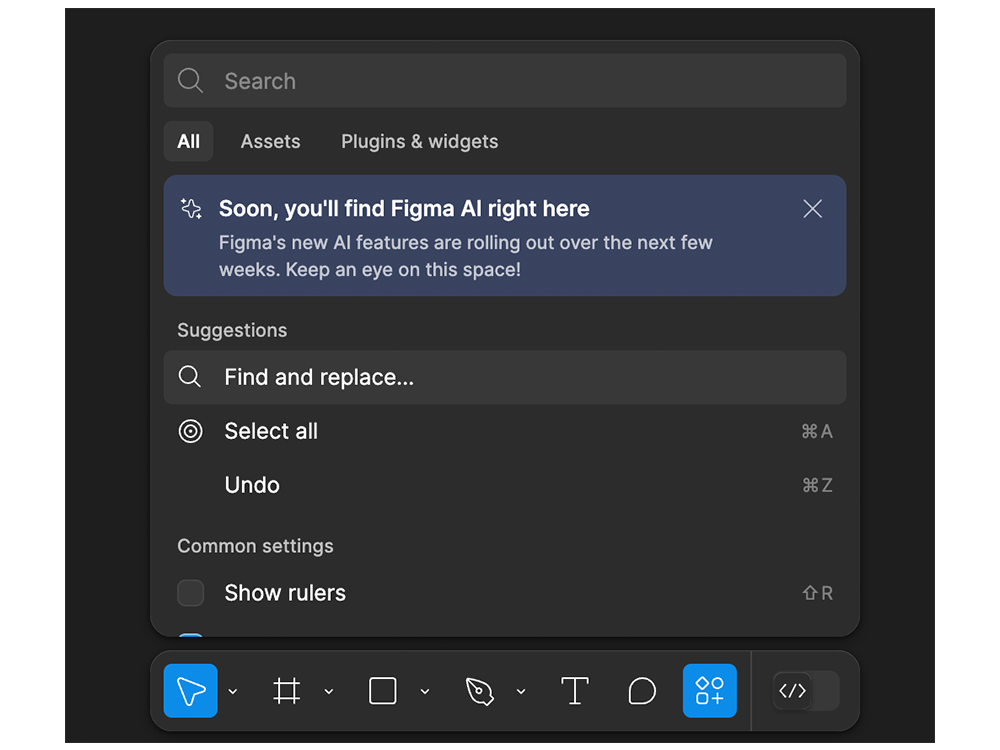 Search
All Assets Plugins & widgets
Soon, you'll find Figma AI right here
Figma's new AI features are rolling out over the next few
weeks. Keep an eye on this space!
Suggestions
Find and replace...
Select all ⌘A
Undo ⌘Z
Common settings
Show rulers ⇧R